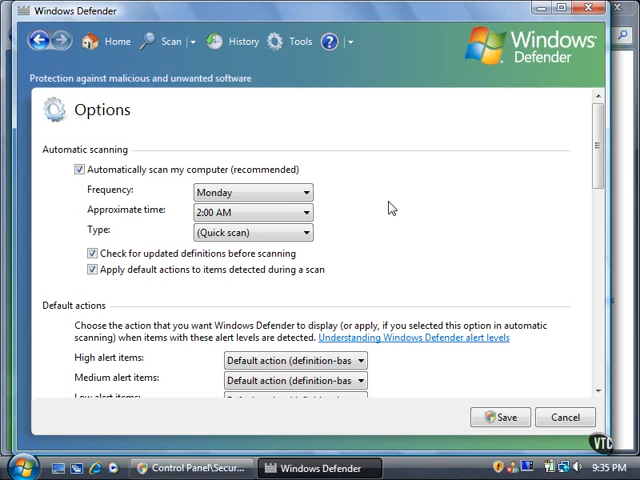 Windows Defender
Home
Scan
History
Tools
Windows
Defender
Protection against malicious and unwanted software
Options
Automatic scanning
Automatically scan my computer (recommended)
Frequency:
Monday
Approximate time:
2:00 AM
Type:
(Quick scan)
Check for updated definitions before scanning
Apply default actions to items detected during a scan
Default actions
Choose the action that you want Windows Defender to display (or apply, if you selected this option in automatic
scanning) when items with these alert levels are detected. Understanding Windows Defender alert levels
High alert items:
Default action (definition-bas
Medium alert items:
Default action (definition-bas
Low alert items:
Save
Cancel
VTC
Control Panel\Secur...
Windows Defender
9:35 PM